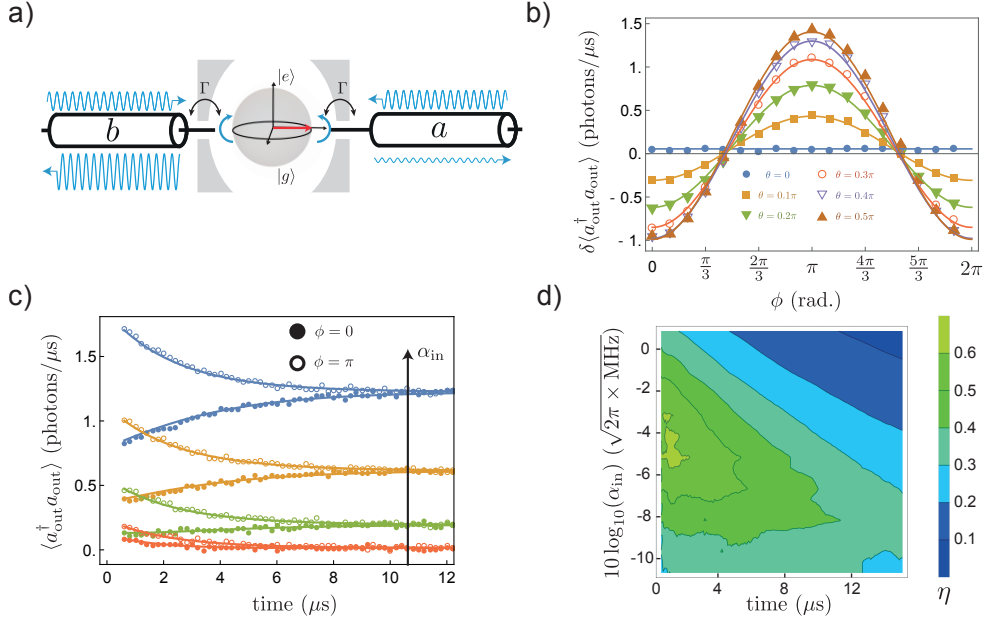 a)
|e⟩
Γ
Γ
b
a
|g⟩
b)
δ⟨a†out aout⟩ (photons/μs)
1.5
1.0
0.5
0
-0.5
-1.
θ = 0
θ = 0.3π
θ = 0.1π
θ = 0.4π
θ = 0.2π
θ = 0.5π
0
π/3
2π/3
π
4π/3
5π/3
2π
ϕ (rad.)
c)
⟨a†out aout⟩ (photons/μs)
1.5
1.
0.5
0.
ϕ = 0
ϕ = π
αin
0
2
4
6
8
10
12
time (μs)
d)
10 log10(αin) (√2π × MHz)
0
-2
-4
-6
-8
-10
0
4
8
12
time (μs)
0.6
0.5
0.4
0.3
0.2
0.1
η